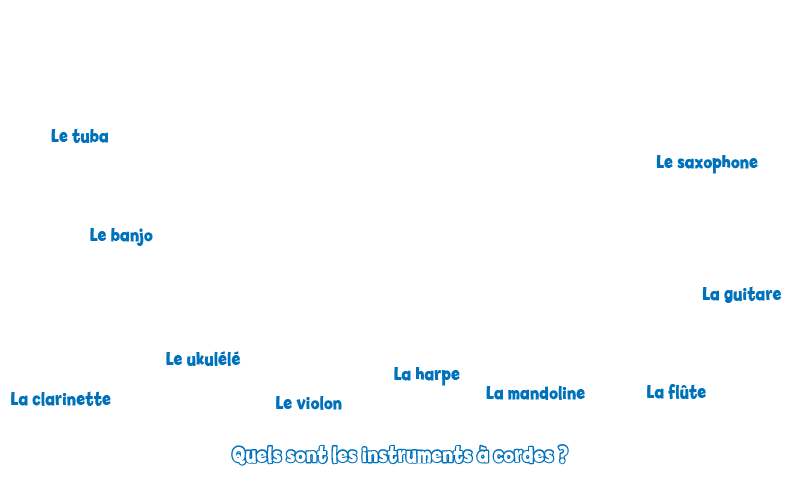 Le tuba
Le saxophone
Le banjo
La guitare
Le ukulélé
La harpe
La mandoline
La flûte
La clarinette
Le violon
Quels sont les instruments à cordes ?